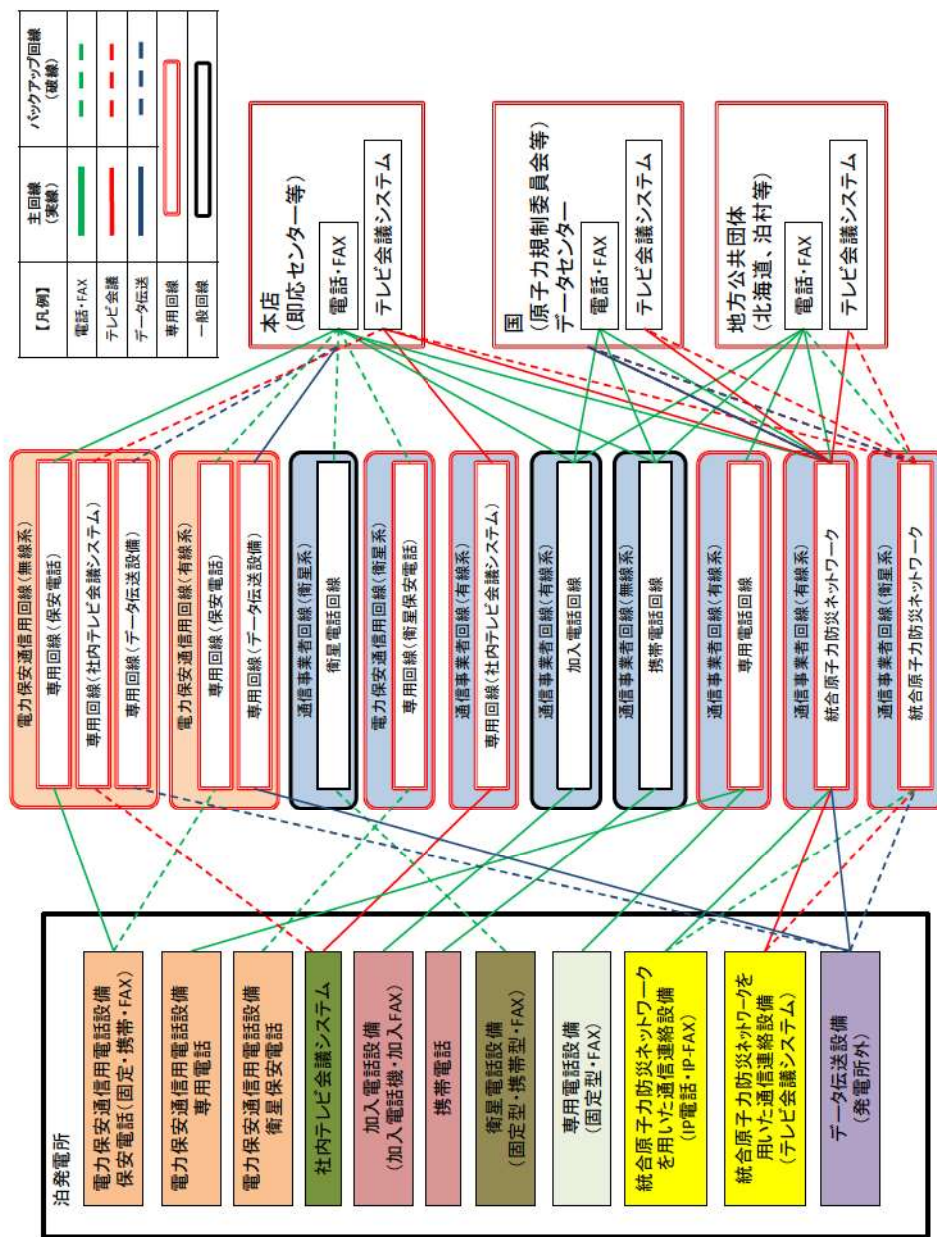 【凡例】
主回線
(実線)
バックアップ回線
(破線)
電話・FAX
テレビ会議
データ伝送
専用回線
一般回線
泊発電所
電力保安通信用電話設備
保安電話(固定・携帯・FAX)
電力保安通信用電話設備
専用電話
電力保安通信用電話設備
衛星保安電話
社内テレビ会議システム
加入電話設備
(加入電話機・加入FAX)
携帯電話
衛星電話設備
(固定型・携帯型・FAX)
専用電話設備
(固定型・FAX)
統合原子力防災ネットワーク
を用いた通信連絡設備
(IP電話・IP-FAX)
統合原子力防災ネットワークを
用いた通信連絡設備
(テレビ会議システム)
データ伝送設備
(発電所外)
電力保安通信用回線(無線系)
専用回線(保安電話)
専用回線(社内テレビ会議システム)
専用回線(データ伝送設備)
電力保安通信用回線(有線系)
専用回線(保安電話)
専用回線(データ伝送設備)
通信事業者回線(衛星系)
衛星電話回線
電力保安通信用回線(衛星系)
専用回線(衛星保安電話)
通信事業者回線(有線系)
専用回線(社内テレビ会議システム)
通信事業者回線(有線系)
加入電話回線
通信事業者回線(無線系)
携帯電話回線
通信事業者回線(有線系)
専用電話回線
通信事業者回線(有線系)
統合原子力防災ネットワーク
通信事業者回線(衛星系)
統合原子力防災ネットワーク
本店
(即応センター等)
電話・FAX
テレビ会議システム
国
(原子力規制委員会等)
データセンター
電話・FAX
テレビ会議システム
地方公共団体
(北海道、泊村等)
電話・FAX
テレビ会議システム